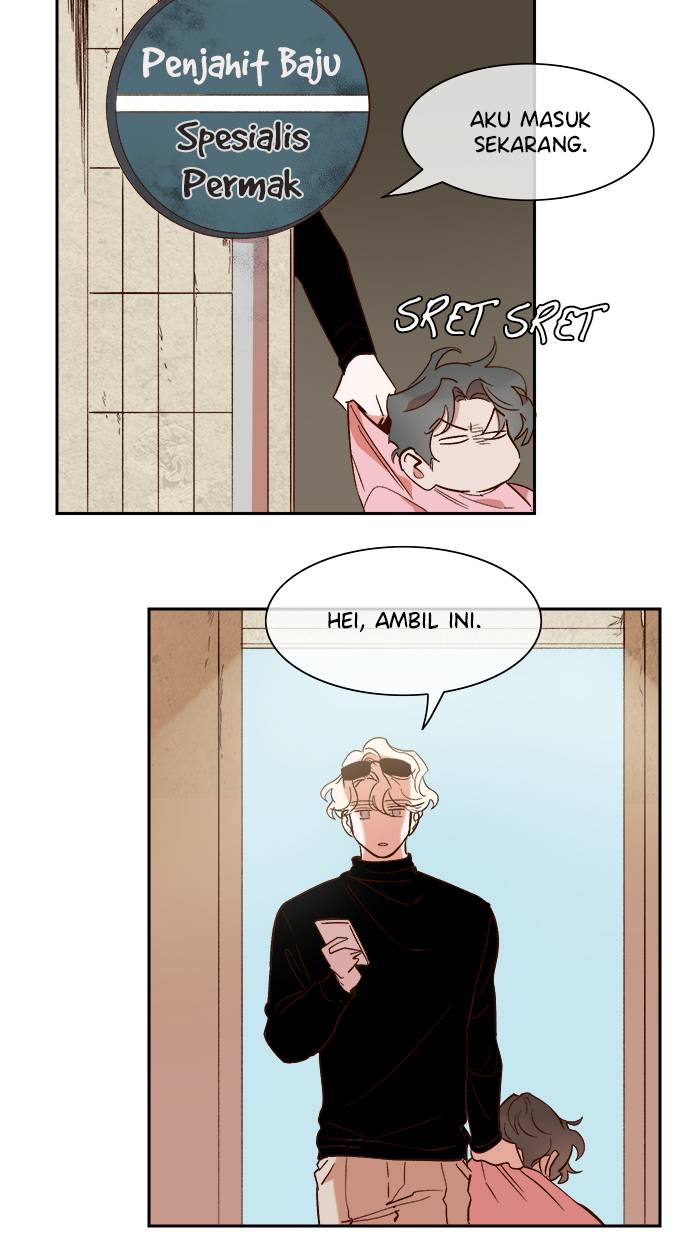 Penjahit Baju
Spesialis
Permak
AKU MASUK
SEKARANG.
SRET SRET
HEI, AMBIL INI.